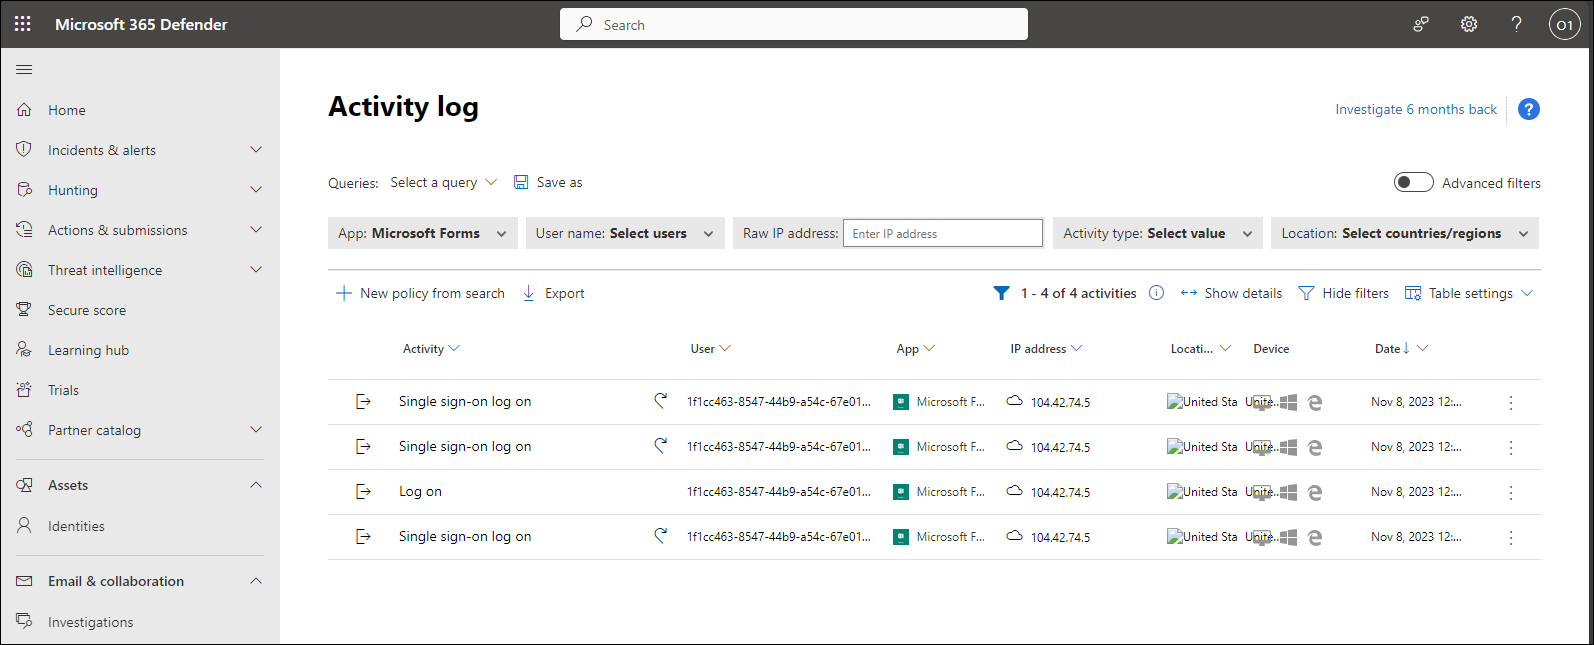 Microsoft 365 Defender
Search
O1
Home
Incidents & alerts
Hunting
Actions & submissions
Threat intelligence
Secure score
Learning hub
Trials
Partner catalog
Assets
Identities
Email & collaboration
Investigations
Activity log
Investigate 6 months back
?
Queries: Select a query Save as
Advanced filters
App: Microsoft Forms User name: Select users Raw IP address: Enter IP address Activity type: Select value Location: Select countries/regions
New policy from search Export 1 - 4 of 4 activities Show details Hide filters Table settings
Activity User App IP address Locati... Device Date
Single sign-on log on 1f1cc463-8547-44b9-a54c-67e01... Microsoft F... 104.42.74.5 United Sta Unite... Nov 8, 2023 12:...
Single sign-on log on 1f1cc463-8547-44b9-a54c-67e01... Microsoft F... 104.42.74.5 United Sta Unite... Nov 8, 2023 12:...
Log on 1f1cc463-8547-44b9-a54c-67e01... Microsoft F... 104.42.74.5 United Sta Unite... Nov 8, 2023 12:...
Single sign-on log on 1f1cc463-8547-44b9-a54c-67e01... Microsoft F... 104.42.74.5 United Sta Unite... Nov 8, 2023 12:...